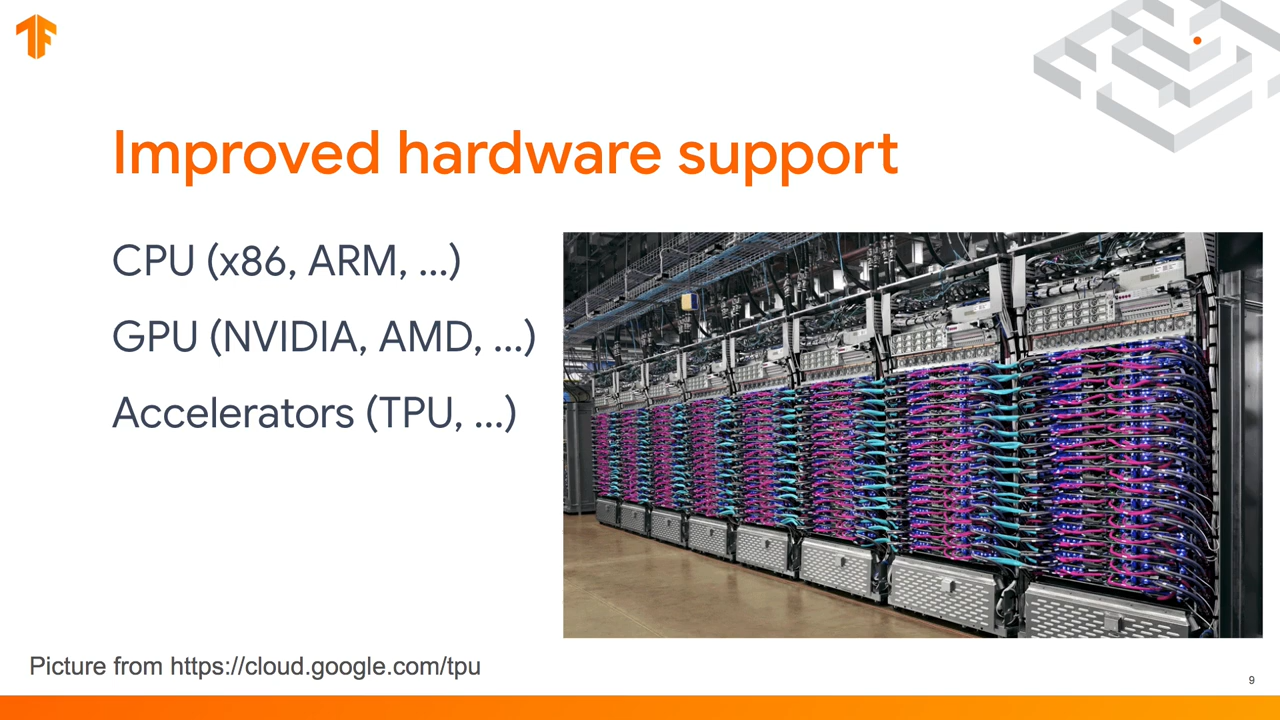 Improved hardware support
CPU (x86, ARM, ...)
GPU (NVIDIA, AMD, ...)
Accelerators (TPU, ...)
Picture from https://cloud.google.com/tpu
9